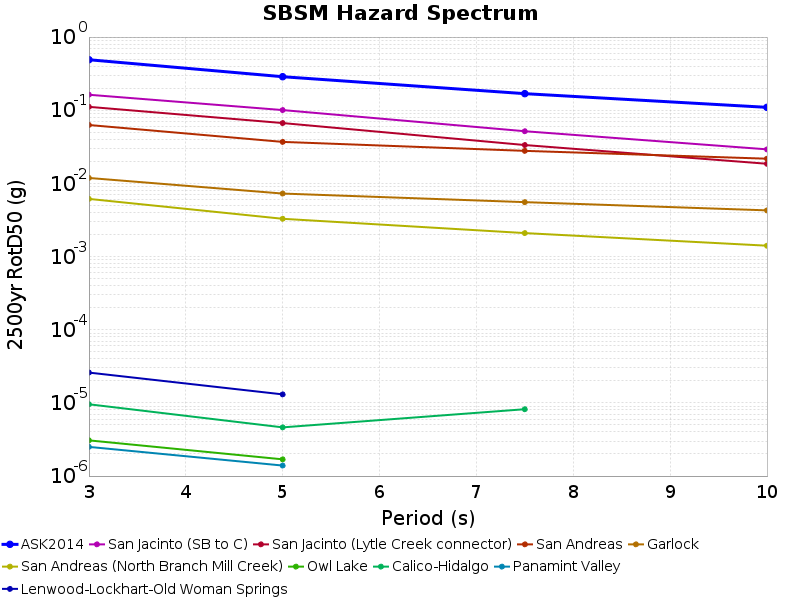 SBSM Hazard Spectrum
10^0
10^-1
10^-2
10^-3
10^-4
10^-5
10^-6
2500yr RotD50 (g)
3 4 5 6 7 8 9 10
Period (s)
ASK2014 San Jacinto (SB to C) San Jacinto (Lytle Creek connector) San Andreas Garlock
San Andreas (North Branch Mill Creek) Owl Lake Calico-Hidalgo Panamint Valley
Lenwood-Lockhart-Old Woman Springs